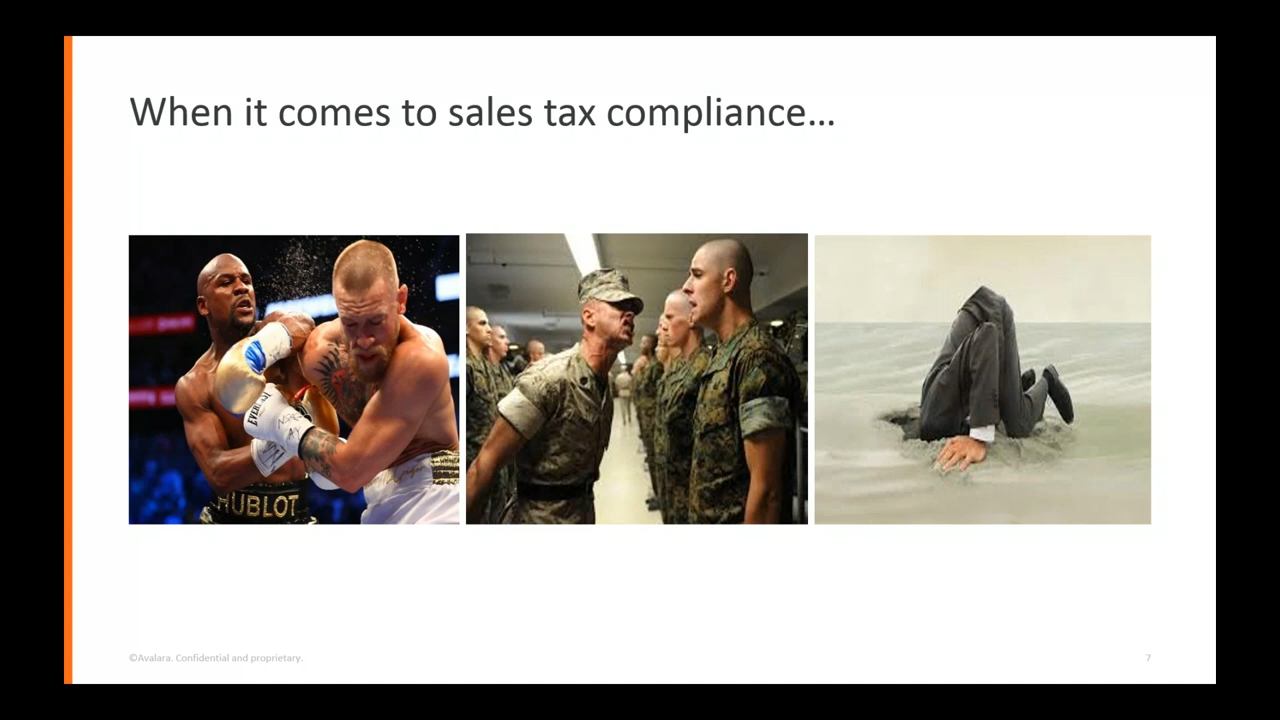 When it comes to sales tax compliance…
EVERLAST
HUBLOT
©Avalara. Confidential and proprietary.
7